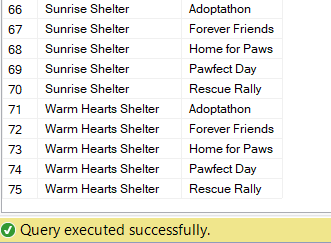 66 Sunrise Shelter Adoptathon
67 Sunrise Shelter Forever Friends
68 Sunrise Shelter Home for Paws
69 Sunrise Shelter Pawfect Day
70 Sunrise Shelter Rescue Rally
71 Warm Hearts Shelter Adoptathon
72 Warm Hearts Shelter Forever Friends
73 Warm Hearts Shelter Home for Paws
74 Warm Hearts Shelter Pawfect Day
75 Warm Hearts Shelter Rescue Rally
Query executed successfully.